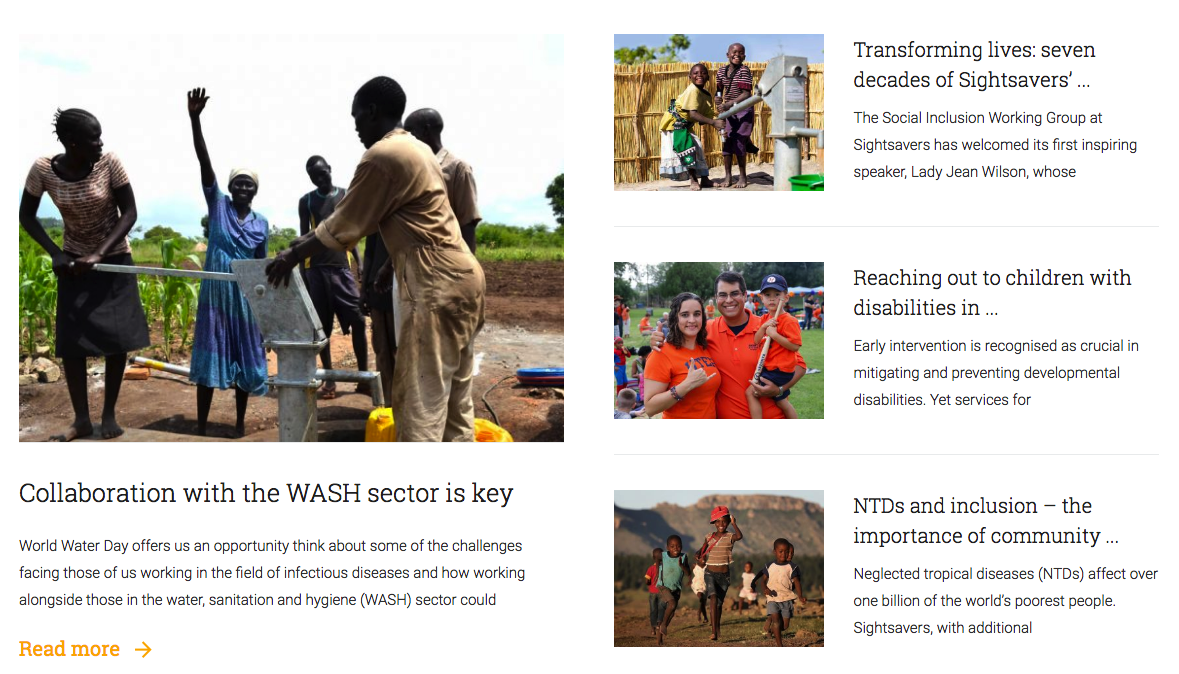 Collaboration with the WASH sector is key
World Water Day offers us an opportunity think about some of the challenges
facing those of us working in the field of infectious diseases and how working
alongside those in the water, sanitation and hygiene (WASH) sector could
Read more →
Transforming lives: seven
decades of Sightsavers’ ...
The Social Inclusion Working Group at
Sightsavers has welcomed its first inspiring
speaker, Lady Jean Wilson, whose
Reaching out to children with
disabilities in ...
Early intervention is recognised as crucial in
mitigating and preventing developmental
disabilities. Yet services for
NTDs and inclusion – the
importance of community ...
Neglected tropical diseases (NTDs) affect over
one billion of the world’s poorest people.
Sightsavers, with additional